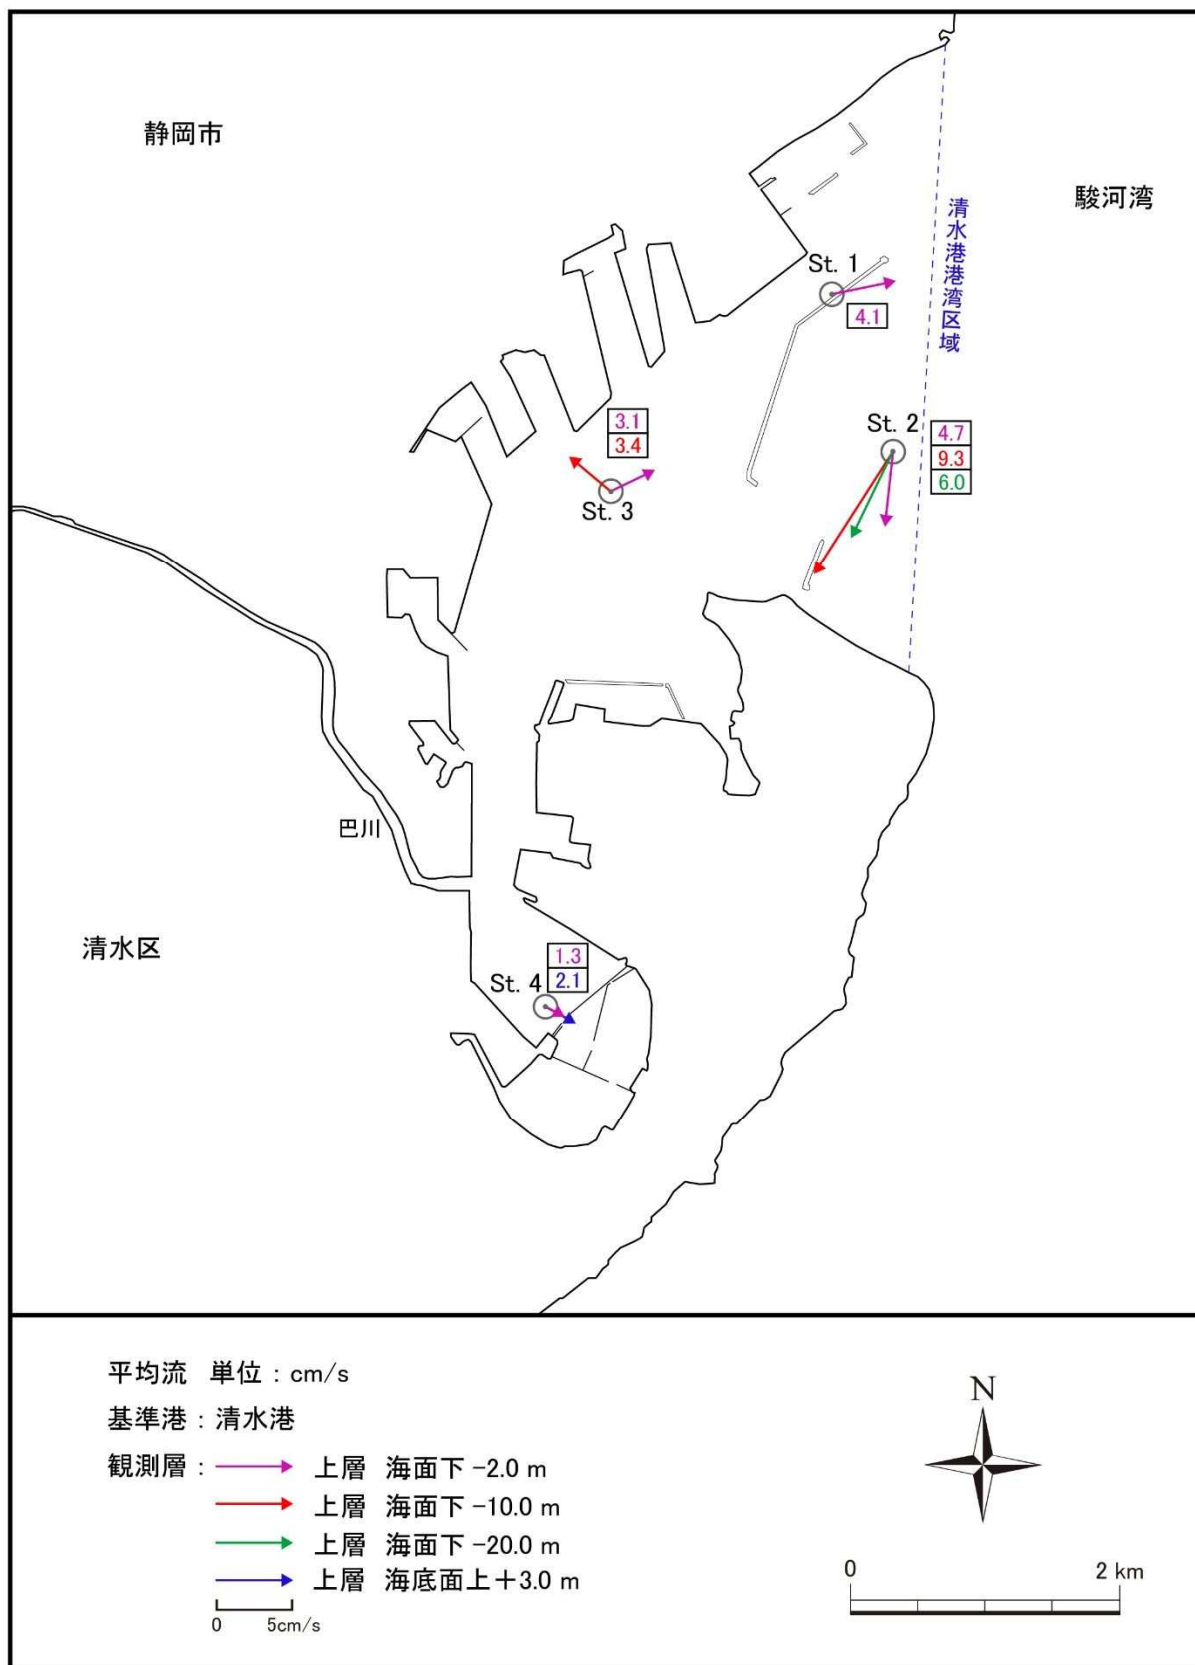 静岡市
駿河湾
清水港港湾区域
St. 1
4.1
St. 2
4.7
9.3
6.0
3.1
3.4
St. 3
巴川
清水区
1.3
2.1
St. 4
平均流 単位：cm/s
基準港：清水港
観測層：
上層 海面下 -2.0 m
上層 海面下 -10.0 m
上層 海面下 -20.0 m
上層 海底面上＋3.0 m
0 5cm/s
N
0 2 km